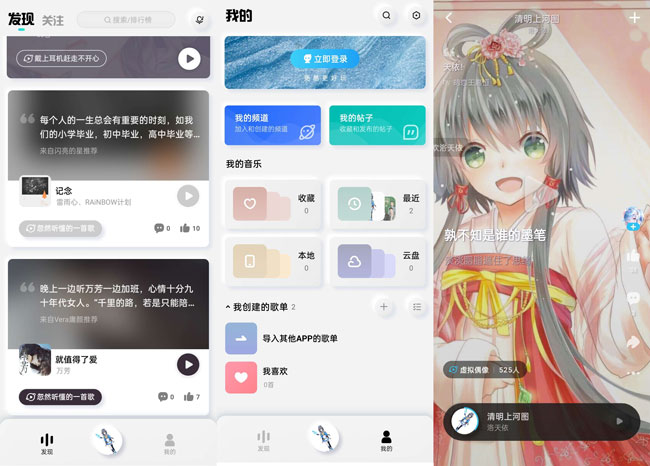 发现 关注
搜索/排行榜
戴上耳机赶走不开心
每个人的一生总会有重要的时刻，如我
们的小学毕业，初中毕业，高中毕业等...
来自闪亮的星推荐
记念
雷雨心、RAiNBOW计划
忽然听懂的一首歌
0
10
晚上一边听万芳一边加班，心情十分九
十年代女人。“千里的路，若是只能陪...
来自Vera唐颐推荐
就值得了爱
万芳
忽然听懂的一首歌
0
7
发现
我的
我的
立即登录
我的频道
加入和创建的频道
我的帖子
收藏和发布的帖子
我的音乐
收藏
0
最近
2
本地
0
云盘
0
我创建的歌单
导入其他APP的歌单
我喜欢
0首
发现
我的
清明上河图
孰不知是谁的墨笔
虚拟偶像
525人
清明上河图
洛天依